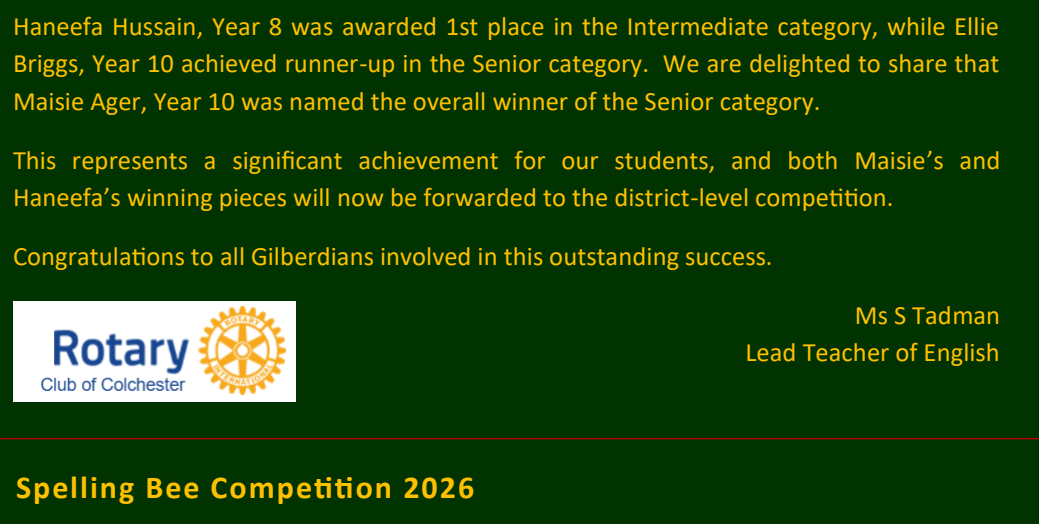 Haneefa Hussain, Year 8 was awarded 1st place in the Intermediate category, while Ellie
Briggs, Year 10 achieved runner-up in the Senior category. We are delighted to share that
Maisie Ager, Year 10 was named the overall winner of the Senior category.
This represents a significant achievement for our students, and both Maisie’s and
Haneefa’s winning pieces will now be forwarded to the district-level competition.
Congratulations to all Gilberdians involved in this outstanding success.
Rotary
Club of Colchester
ROTARY
INTERNATIONAL
Ms S Tadman
Lead Teacher of English
Spelling Bee Competition 2026